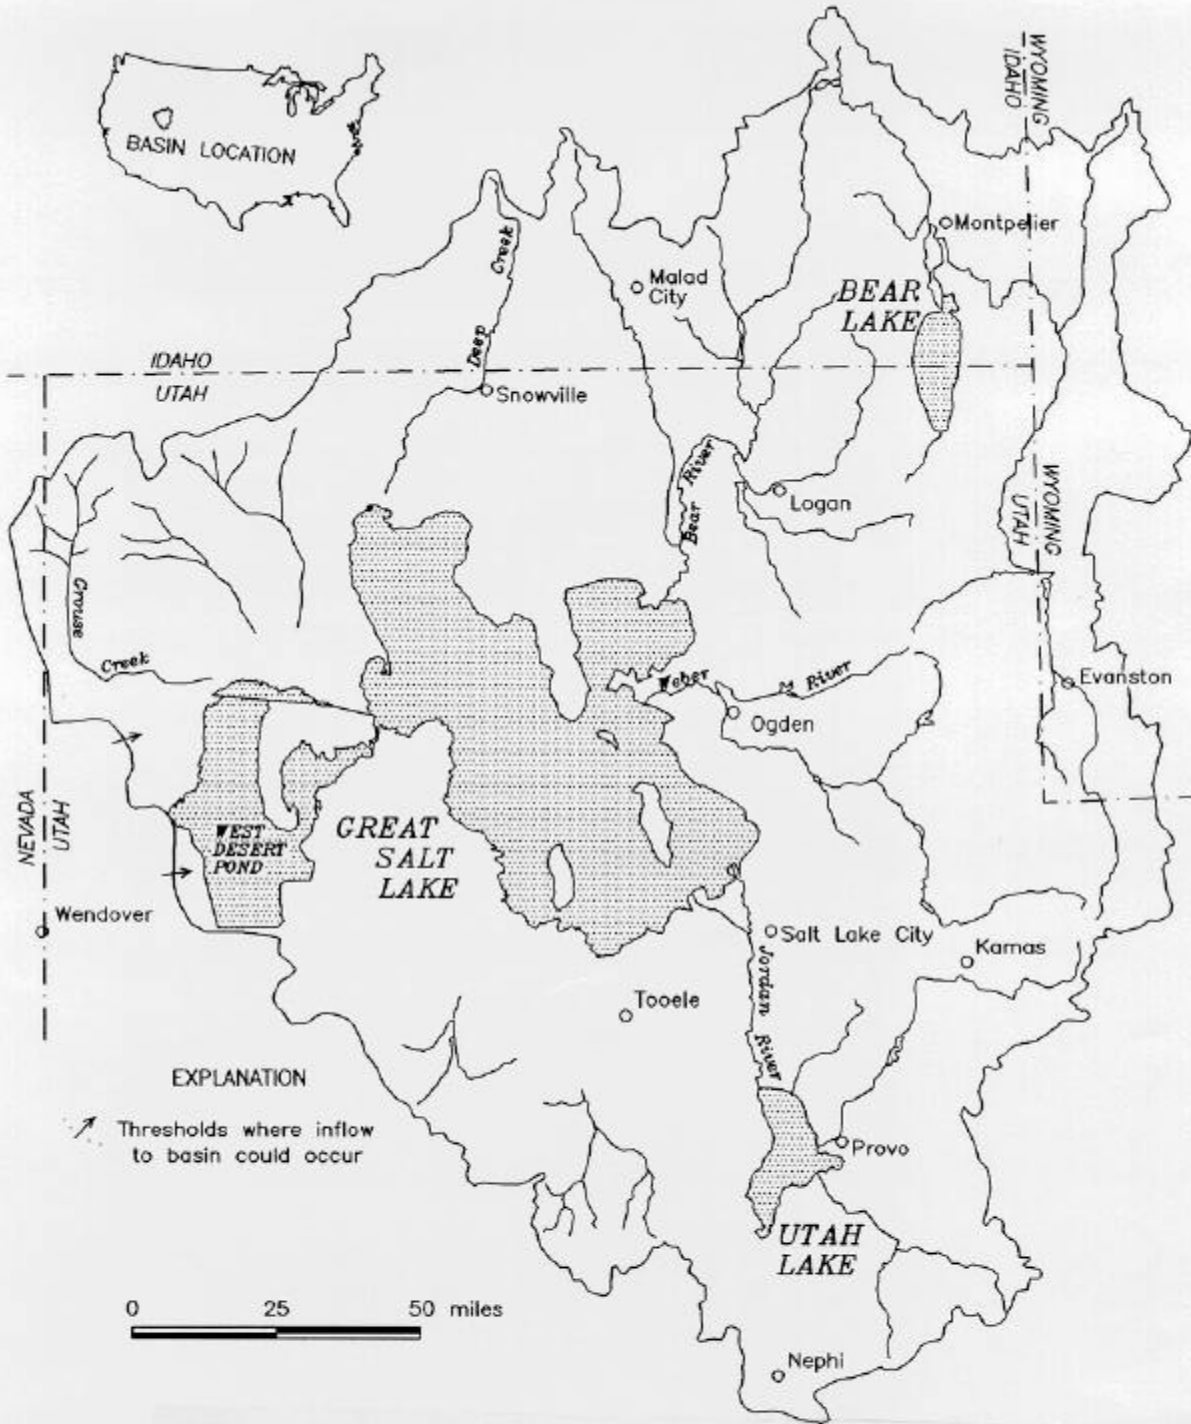 BASIN LOCATION
WYOMING
IDAHO
Montpelier
Malad
City
BEAR
LAKE
Creek
Deep
IDAHO
UTAH
Snowville
River
Bear
Logan
WYOMING
UTAH
Crouse
Creek
Weber
River
Ogden
Evanston
NEVADA
UTAH
WEST
DESERT
POND
GREAT
SALT
LAKE
Wendover
Salt Lake City
Kamas
Jordan
River
Tooele
EXPLANATION
Thresholds where inflow
to basin could occur
Provo
UTAH
LAKE
0 25 50 miles
Nephi